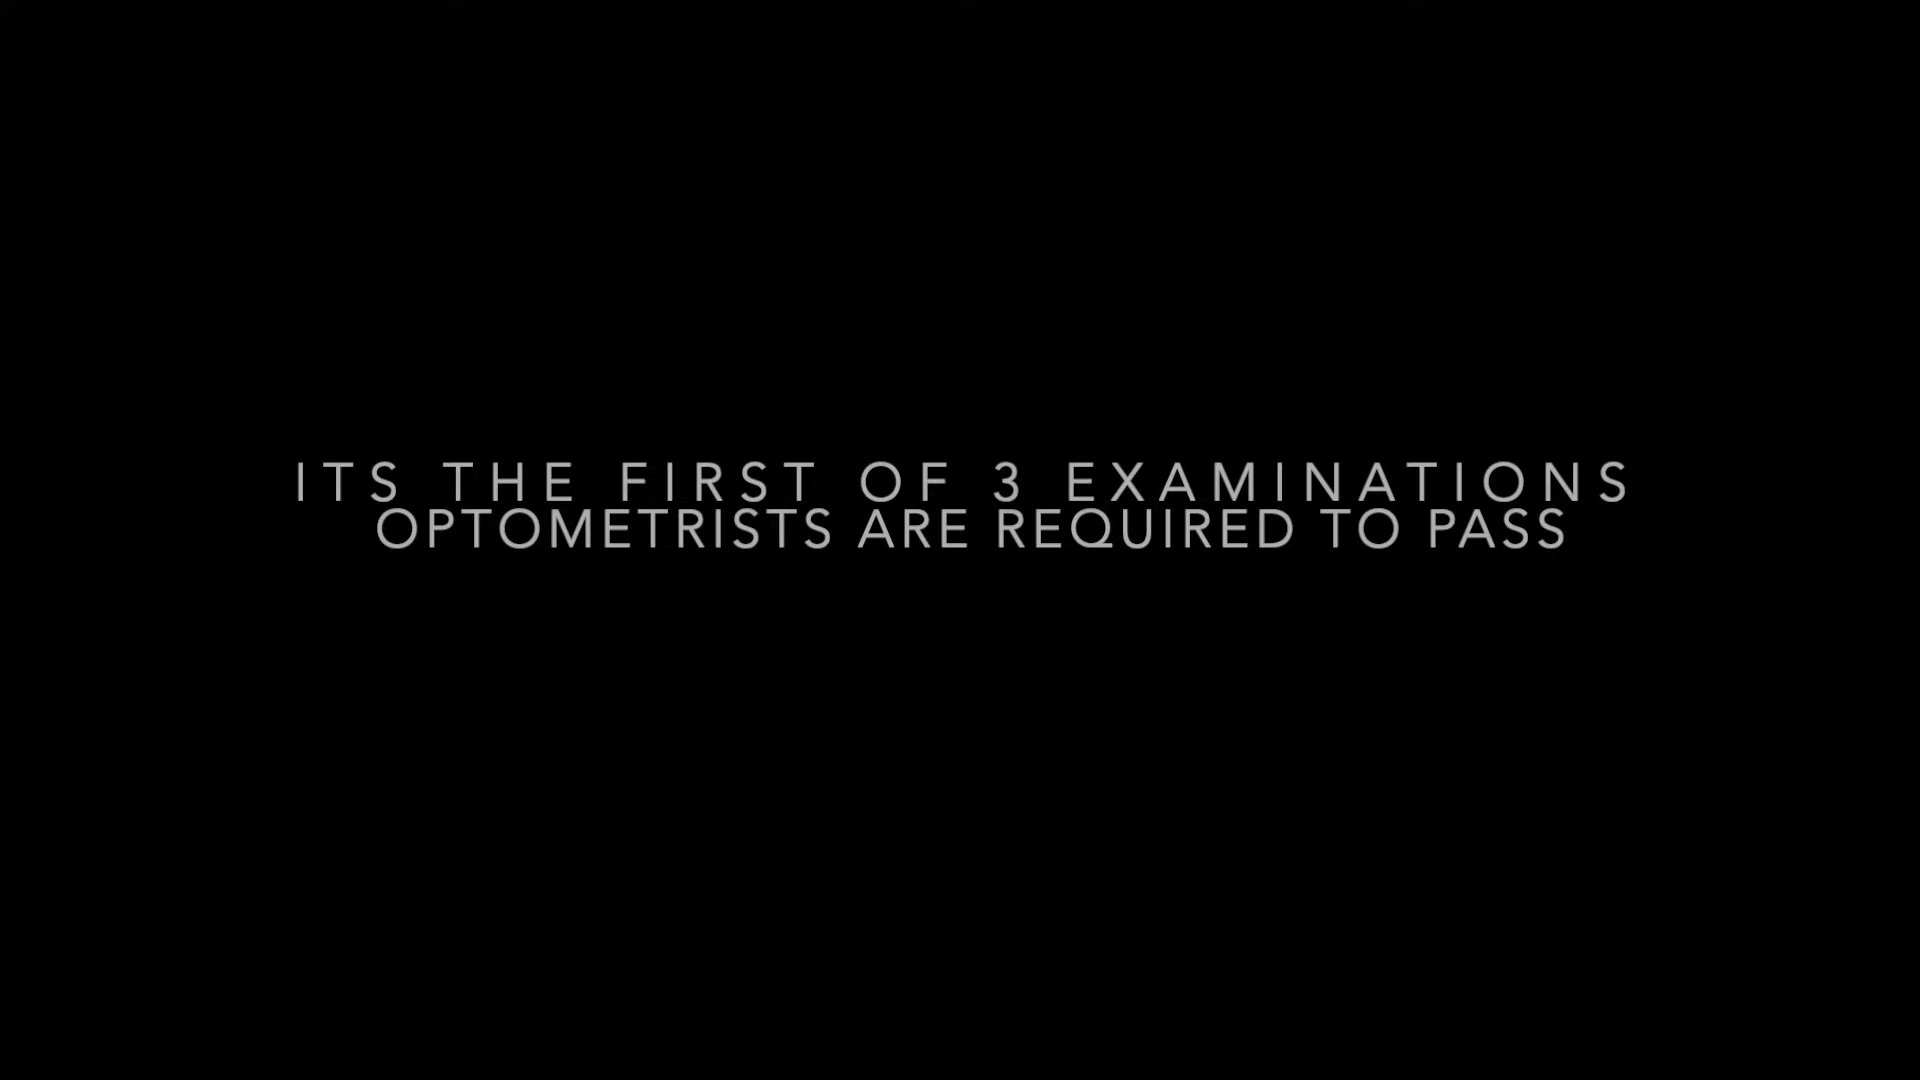 ITS THE FIRST OF 3 EXAMINATIONS
OPTOMETRISTS ARE REQUIRED TO PASS